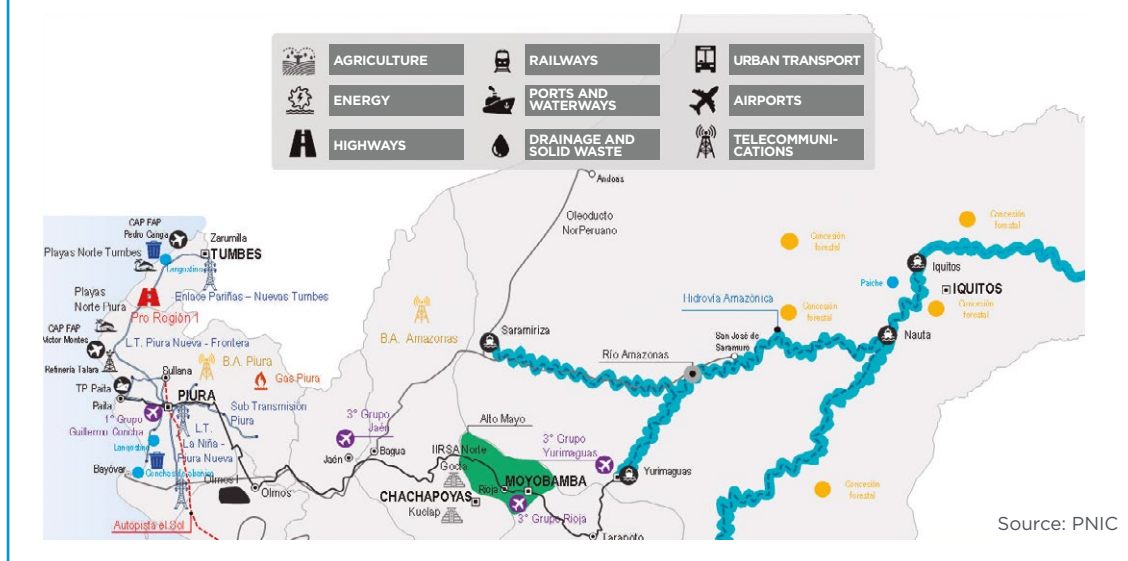 AGRICULTURE
RAILWAYS
URBAN TRANSPORT
ENERGY
PORTS AND
WATERWAYS
AIRPORTS
HIGHWAYS
DRAINAGE AND
SOLID WASTE
TELECOMMUNI-
CATIONS
Andoas
Oleoducto
NorPeruano
CAP FAP
Pedro Canga
Zarumilla
Playas Norte Tumbes
TUMBES
Langostino
Playas
Norte Piura
Enlace Pariñas – Nuevas Tumbes
Pro Región 1
CAP FAP
Victor Montes
L.T. Piura Nueva - Frontera
B.A. Piura
Refinería Talara
Sullana
Gas Piura
TP Paita
PIURA
Paita
Sub Transmisión
Piura
1° Grupo
Guillermo Concha
L.T.
La Niña -
Piura Nueva
Langostino
Bayóvar
Conchas de abanico
Olmos I
Olmos
Autopista el Sol
B.A. Amazonas
Saramiriza
3° Grupo
Jaén
Jaén
Bagua
Alto Mayo
IIRSA Norte
Gocta
3° Grupo
Yurimaguas
Yurimaguas
CHACHAPOYAS
Kuelap
Rioja
MOYOBAMBA
3° Grupo Rioja
Tarapoto
Río Amazonas
San José de
Saramuro
Hidrovía Amazónica
Concesión
forestal
Concesión
forestal
Concesión
forestal
Concesión
forestal
Concesión
forestal
Paiche
Iquitos
IQUITOS
Nauta
Source: PNIC